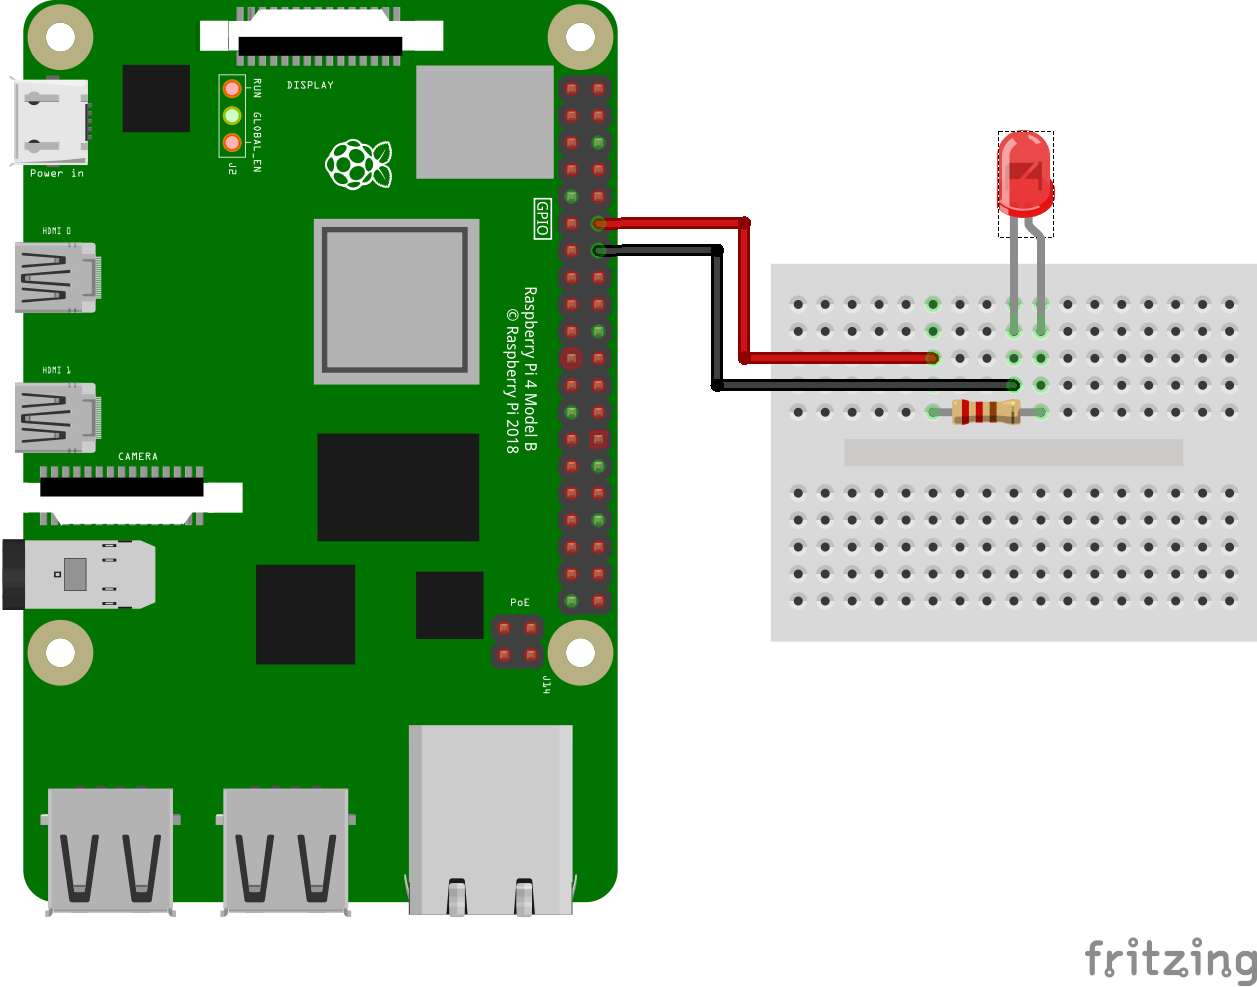 DISPLAY
RUN
GLOBAL_EN
J2
Power in
GPIO
HDMI 0
Raspberry Pi 4 Model B
© Raspberry Pi 2018
HDMI 1
CAMERA
PoE
J14
fritzing